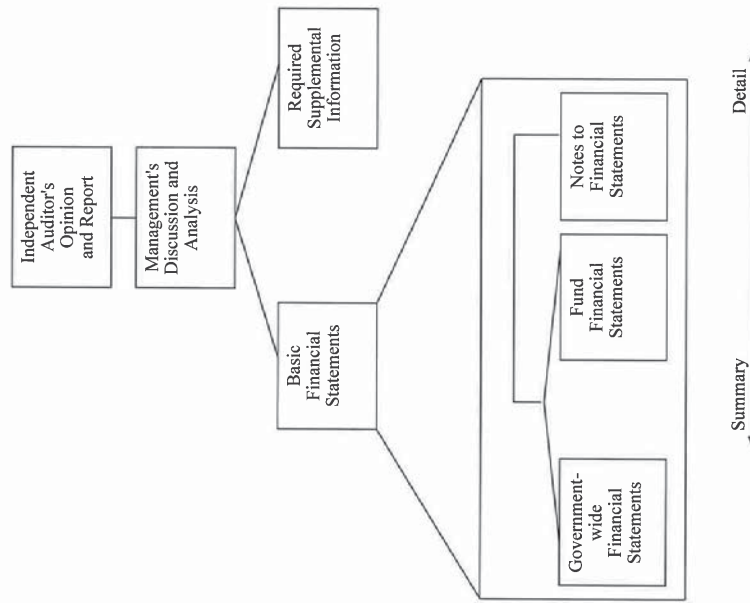 Independent
Auditor's
Opinion
and Report
Management's
Discussion and
Analysis
Basic
Financial
Statements
Required
Supplemental
Information
Government-
wide
Financial
Statements
Fund
Financial
Statements
Notes to
Financial
Statements
Summary
Detail